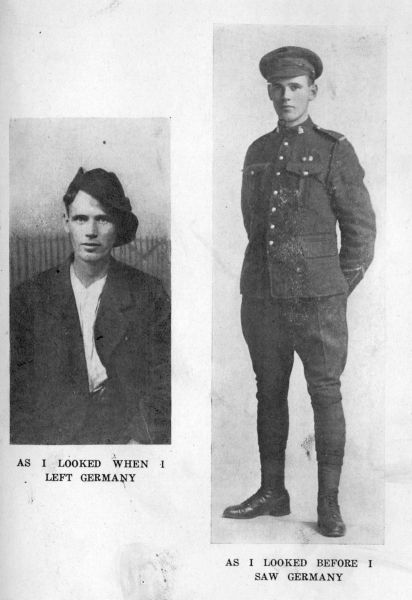 AS I LOOKED WHEN I
LEFT GERMANY
AS I LOOKED BEFORE I
SAW GERMANY